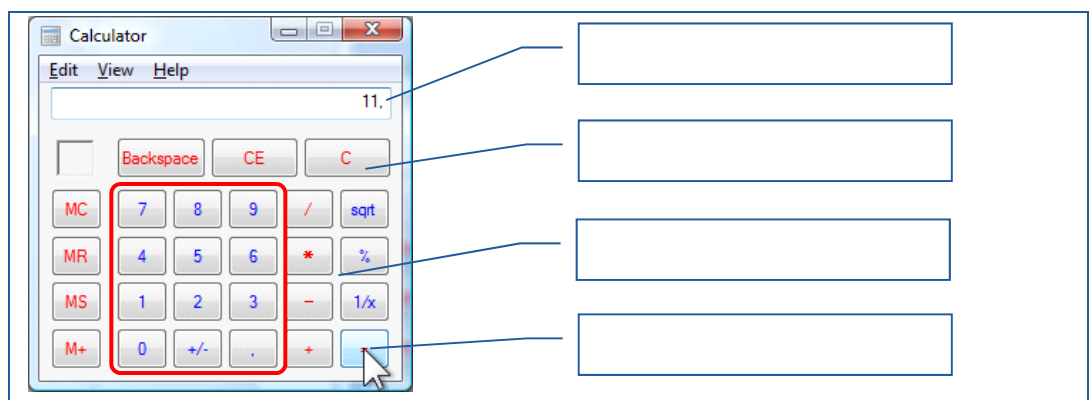 Calculator
Edit View Help
11,
Backspace CE C
MC 7 8 9 / sqrt
MR 4 5 6 * %
MS 1 2 3 - 1/x
M+ 0 +/- , +